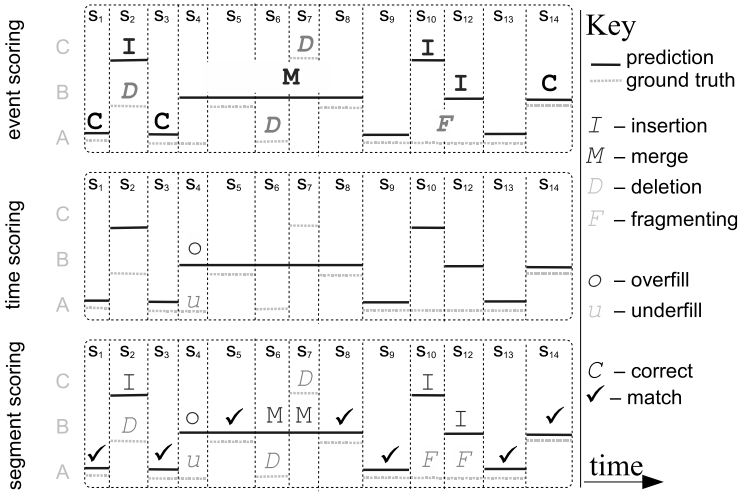 S1 S2 S3 S4 S5 S6 S7 S8 S9 S10 S12 S13 S14
event scoring
C I D I
B D M I C
A C C D F
S1 S2 S3 S4 S5 S6 S7 S8 S9 S10 S12 S13 S14
time scoring
C
B o
A u
S1 S2 S3 S4 S5 S6 S7 S8 S9 S10 S12 S13 S14
segment scoring
C I D I
B D o ✓ M M ✓ I ✓
A ✓ ✓ u D ✓ F F ✓
Key
prediction
ground truth
I – insertion
M – merge
D – deletion
F – fragmenting
o – overfill
u – underfill
C – correct
✓ – match
time